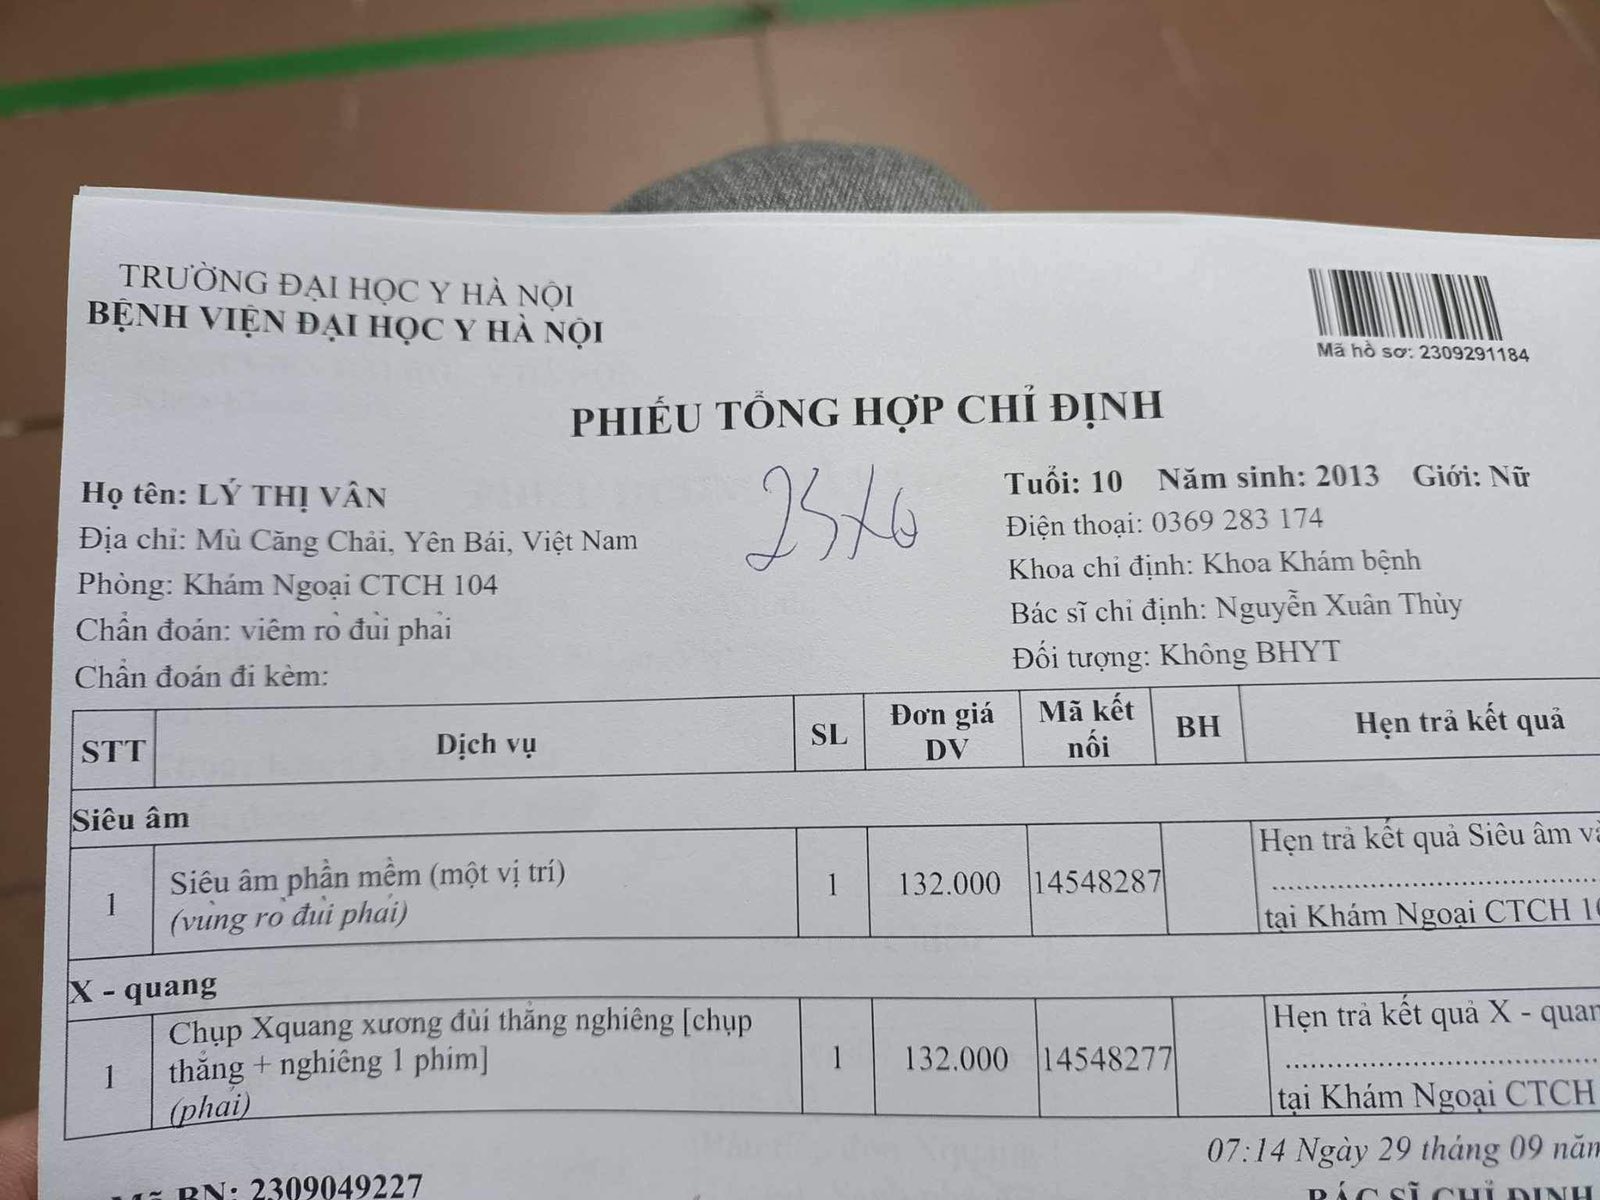 TRƯỜNG ĐẠI HỌC Y HÀ NỘI
BỆNH VIỆN ĐẠI HỌC Y HÀ NỘI
Mã hồ sơ: 2309291184
PHIẾU TỔNG HỢP CHỈ ĐỊNH
Họ tên: LÝ THỊ VÂN
Tuổi: 10 Năm sinh: 2013 Giới: Nữ
Địa chỉ: Mù Căng Chải, Yên Bái, Việt Nam
Điện thoại: 0369 283 174
Phòng: Khám Ngoại CTCH 104
Khoa chỉ định: Khoa Khám bệnh
Chẩn đoán: viêm rò đùi phải
Bác sĩ chỉ định: Nguyễn Xuân Thùy
Chẩn đoán đi kèm:
Đối tượng: Không BHYT
STT Dịch vụ SL Đơn giá DV Mã kết nối BH Hẹn trả kết quả
Siêu âm
1 Siêu âm phần mềm (một vị trí) 1 132.000 14548287 Hẹn trả kết quả Siêu âm
(vùng rò đùi phải)
tại Khám Ngoại CTCH
X - quang
1 Chụp Xquang xương đùi thẳng nghiêng [chụp 1 132.000 14548277 Hẹn trả kết quả X -
thẳng + nghiêng 1 phim]
(phải)
tại Khám Ngoại CTCH
07:14 Ngày 29 tháng 09
Mã BN: 2309049227
BÁC SĨ CHỈ ĐỊNH